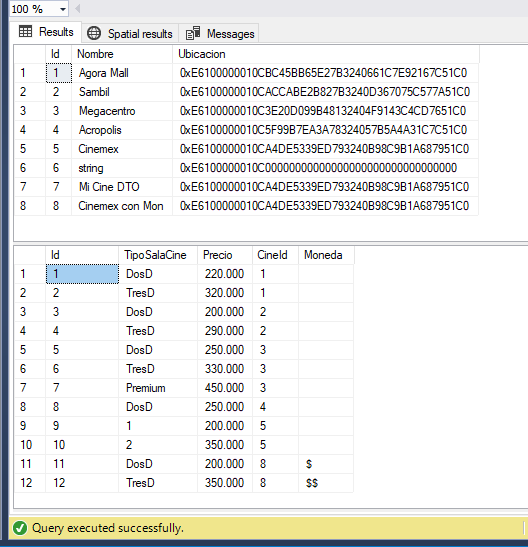 100 %
Results Spatial results Messages
Id Nombre Ubicacion
1 1 Agora Mall 0xE6100000010CBC45BB65E27B3240661C7E92167C51C0
2 2 Sambil 0xE6100000010CACCABE2B827B3240D367075C577A51C0
3 3 Megacentro 0xE6100000010C3E20D099B48132404F9143C4CD7651C0
4 4 Acropolis 0xE6100000010C5F99B7EA3A78324057B5A4A31C7C51C0
5 5 Cinemex 0xE6100000010CA4DE5339ED793240B98C9B1A687951C0
6 6 string 0xE6100000010C00000000000000000000000000000000
7 7 Mi Cine DTO 0xE6100000010CA4DE5339ED793240B98C9B1A687951C0
8 8 Cinemex con Mon 0xE6100000010CA4DE5339ED793240B98C9B1A687951C0
Id TipoSalaCine Precio CineId Moneda
1 1 DosD 220.000 1
2 2 TresD 320.000 1
3 3 DosD 200.000 2
4 4 TresD 290.000 2
5 5 DosD 250.000 3
6 6 TresD 330.000 3
7 7 Premium 450.000 3
8 8 DosD 250.000 4
9 9 1 200.000 5
10 10 2 350.000 5
11 11 DosD 200.000 8 $
12 12 TresD 350.000 8 $$
Query executed successfully.